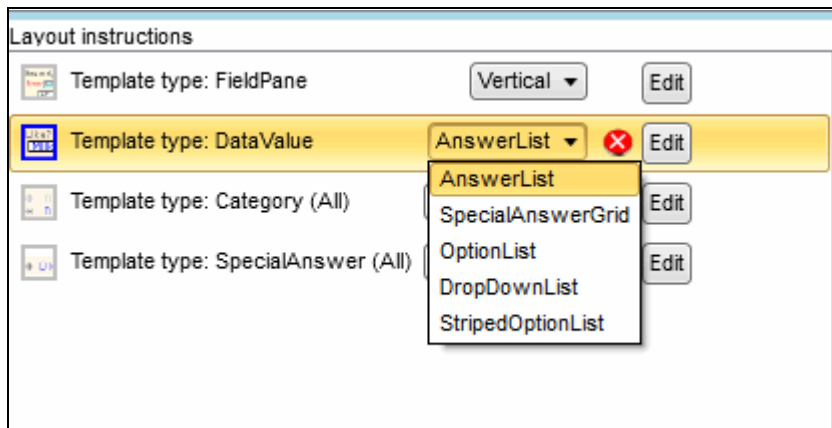 Layout instructions
Template type: FieldPane Vertical Edit
Template type: DataValue AnswerList Edit
AnswerList
Template type: Category (All) Edit
SpecialAnswerGrid
OptionList
Template type: SpecialAnswer (All) Edit
DropDownList
StripedOptionList